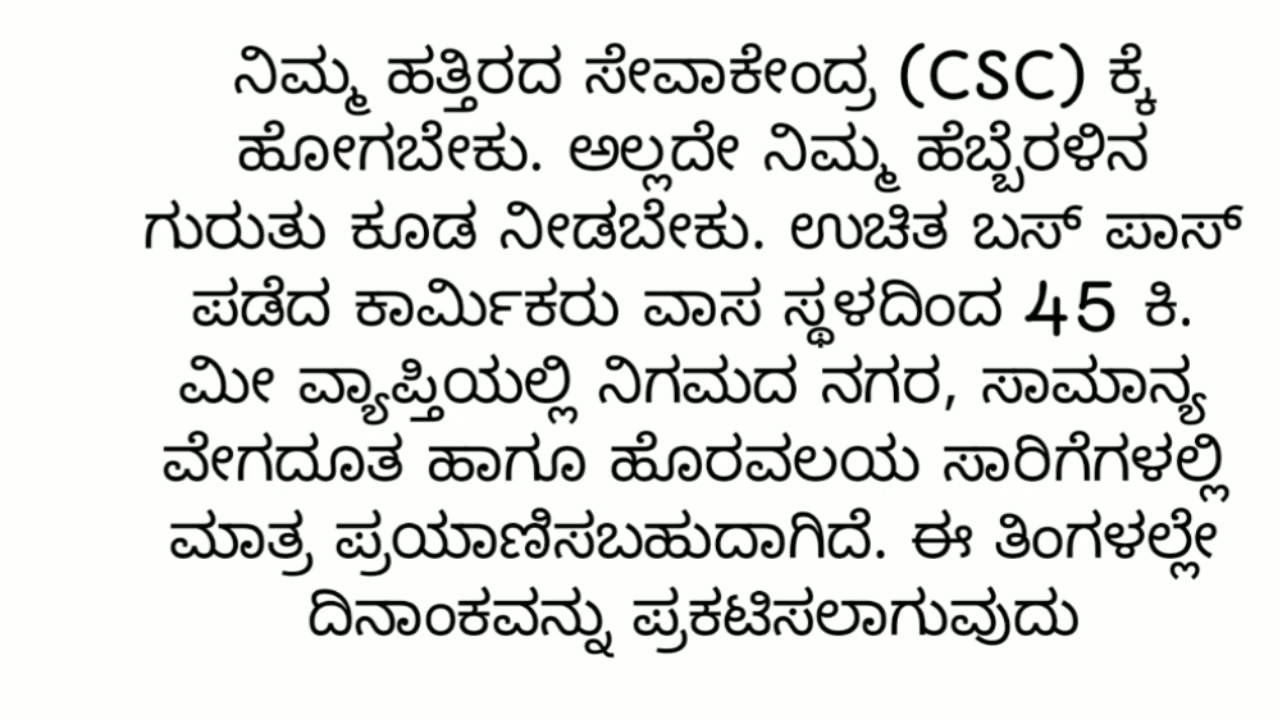 ನಿಮ್ಮ ಹತ್ತಿರದ ಸೇವಾಕೇಂದ್ರ (CSC) ಕ್ಕೆ
ಹೋಗಬೇಕು. ಅಲ್ಲದೇ ನಿಮ್ಮ ಹೆಬ್ಬೆರಳಿನ
ಗುರುತು ಕೂಡ ನೀಡಬೇಕು. ಉಚಿತ ಬಸ್ ಪಾಸ್
ಪಡೆದ ಕಾರ್ಮಿಕರು ವಾಸ ಸ್ಥಳದಿಂದ 45 ಕಿ.
ಮೀ ವ್ಯಾಪ್ತಿಯಲ್ಲಿ ನಿಗಮದ ನಗರ, ಸಾಮಾನ್ಯ
ವೇಗದೂತ ಹಾಗೂ ಹೊರವಲಯ ಸಾರಿಗೆಗಳಲ್ಲಿ
ಮಾತ್ರ ಪ್ರಯಾಣಿಸಬಹುದಾಗಿದೆ. ಈ ತಿಂಗಳಲ್ಲೇ
ದಿನಾಂಕವನ್ನು ಪ್ರಕಟಿಸಲಾಗುವುದು